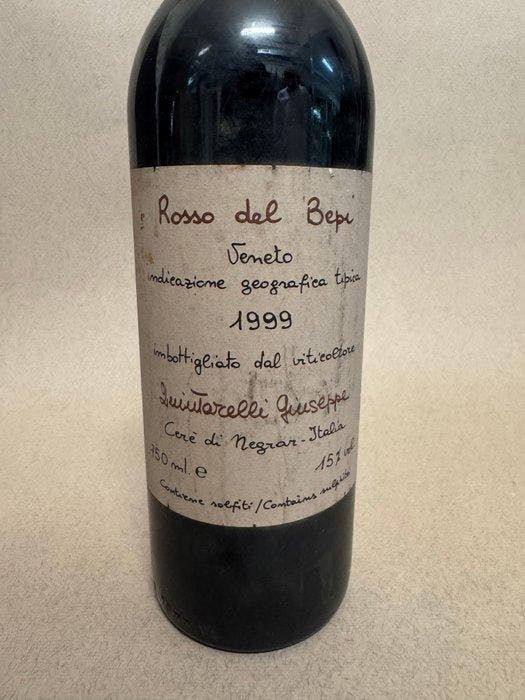 Rosso del Bepi
Veneto
indicazione geografica tipica
1999
imbottigliato dal viticoltore
Quintarelli Giuseppe
Cerè di Negrar - Italia
750 ml. e 15% vol
Contiene solfiti / Contains sulphites